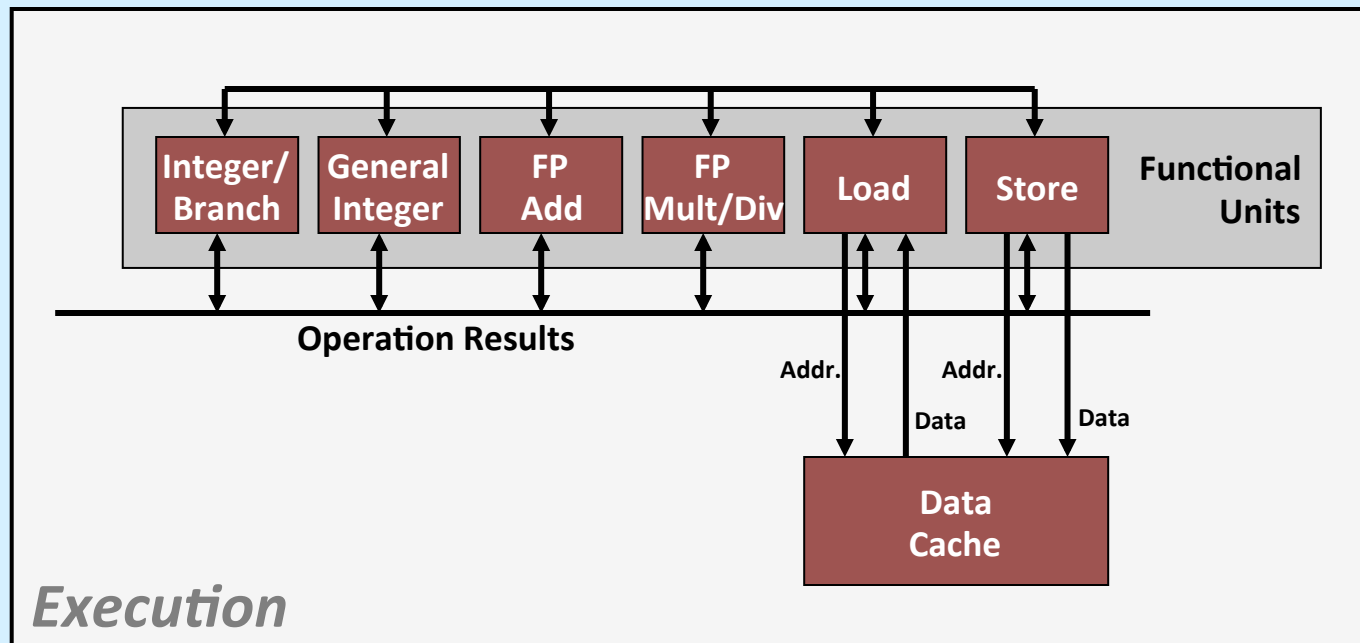 Integer/
Branch
General
Integer
FP
Add
FP
Mult/Div
Load
Store
Functional
Units
Operation Results
Addr.
Data
Addr.
Data
Data
Cache
Execution